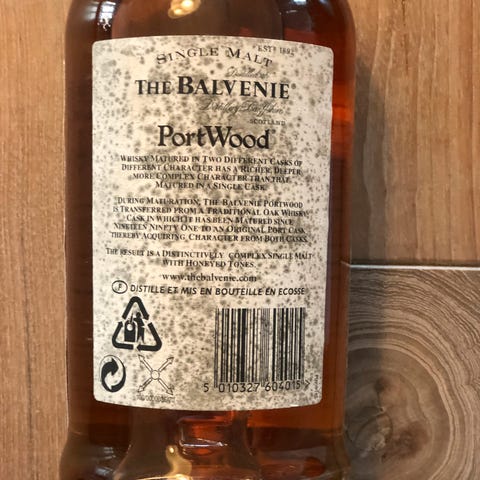 SINGLE MALT
ESTD 1892
Distilled at
THE BALVENIE
SCOTLAND
PortWood
WHISKY MATURED IN TWO DIFFERENT CASKS OF
DIFFERENT CHARACTER HAS A RICHER, DEEPER,
MORE COMPLEX CHARACTER THAN THAT
MATURED IN A SINGLE CASK.
DURING MATURATION, THE BALVENIE PORTWOOD
IS TRANSFERRED FROM A TRADITIONAL OAK WHISKY
CASK IN WHICH IT HAS BEEN MATURED SINCE
NINETEEN NINETY ONE TO AN ORIGINAL PORT CASK
THEREBY ACQUIRING CHARACTER FROM BOTH CASKS.
THE RESULT IS A DISTINCTIVELY COMPLEX SINGLE MALT
WITH HONEYED TONES.
www.thebalvenie.com
F DISTILLE ET MIS EN BOUTEILLE EN ECOSSE
5 010327 604015